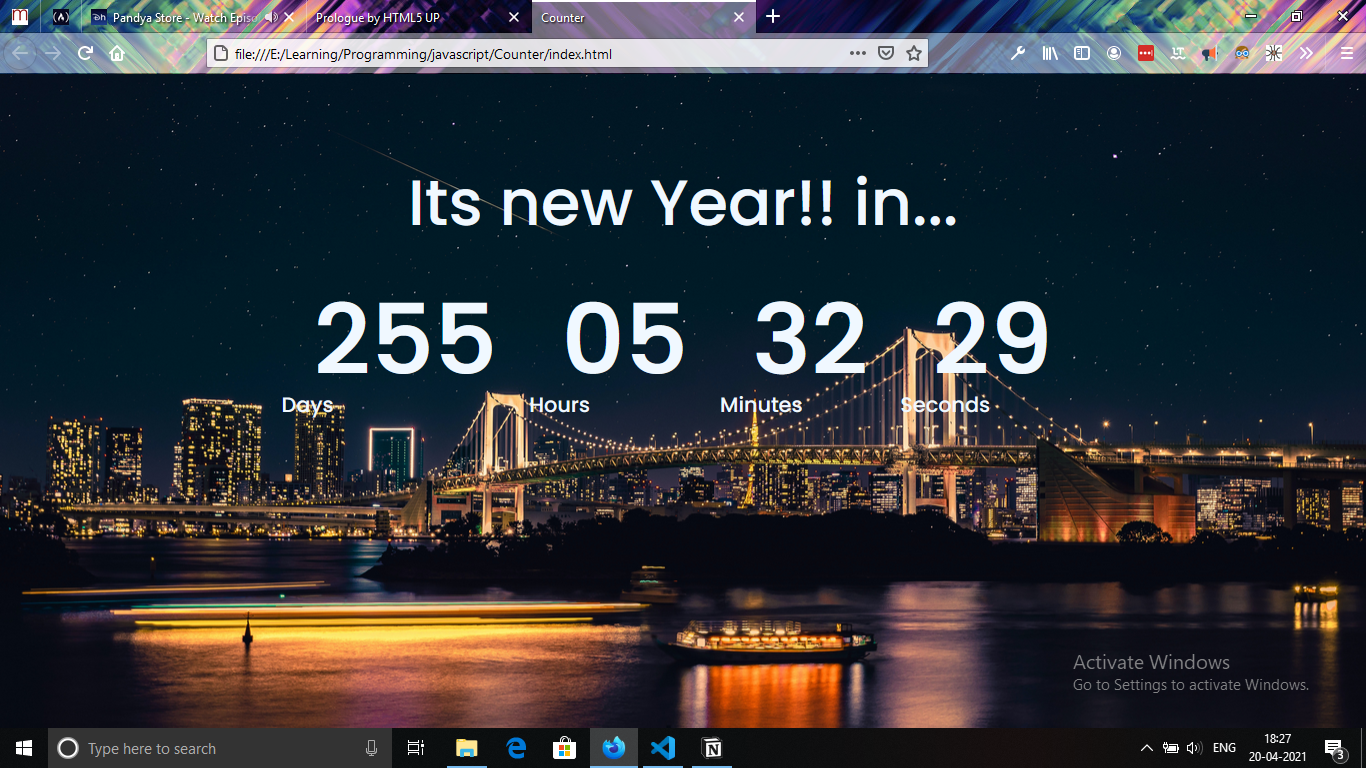 Pandya Store - Watch Episo
Prologue by HTML5 UP
Counter
file:///E:/Learning/Programming/javascript/Counter/index.html
Its new Year!! in...
255 05 32 29
Days Hours Minutes Seconds
Activate Windows
Go to Settings to activate Windows.
Type here to search
ENG
18:27
20-04-2021
3